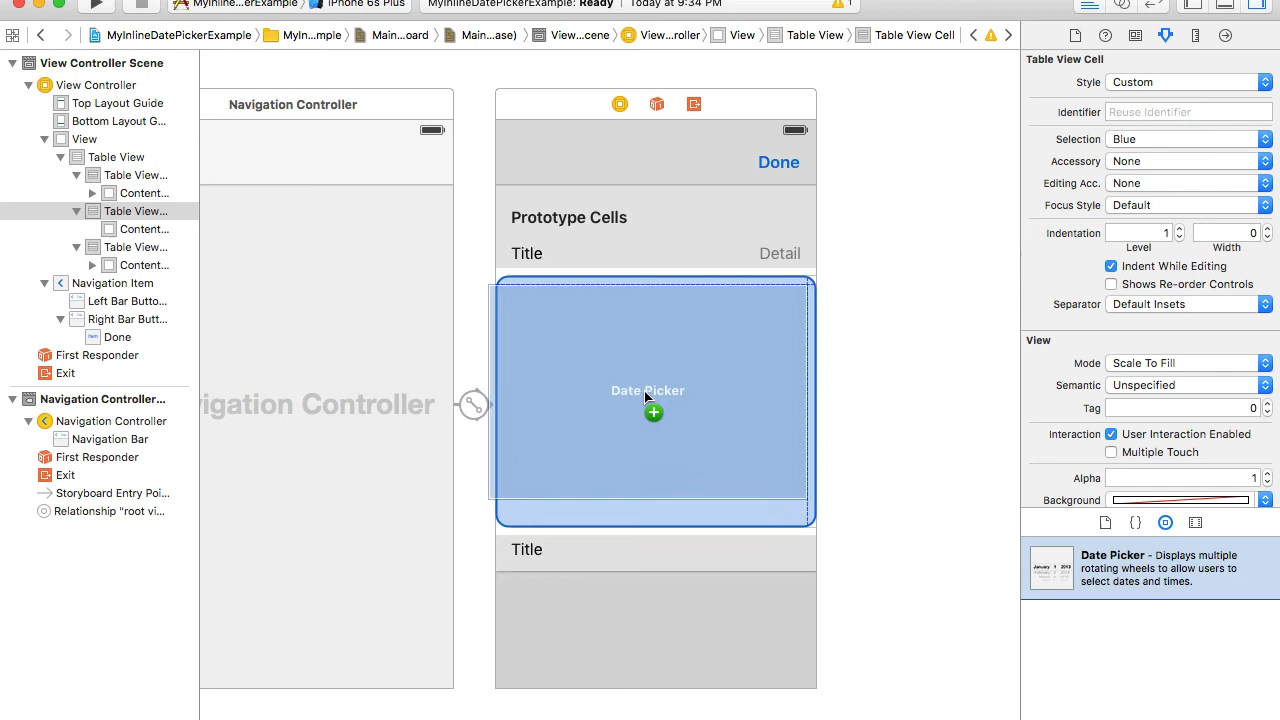 MyInlineDatePickerExample: Ready
Today at 9:34 PM
1
iPhone 6s Plus
MyInlineDatePickerExample
MyIn...mple
Main...oard
Main...ase)
View...cene
View...roller
View
Table View
Table View Cell
View Controller Scene
View Controller
Top Layout Guide
Bottom Layout G...
View
Table View
Table View...
Content...
Table View...
Content...
Table View...
Content...
Navigation Item
Left Bar Butto...
Right Bar Butt...
Done
First Responder
Exit
Navigation Controller...
Navigation Controller
Navigation Bar
First Responder
Exit
Storyboard Entry Poi...
Relationship "root vi...
Navigation Controller
vigation Controller
Done
Prototype Cells
Title
Detail
Date Picker
Title
Table View Cell
Style
Custom
Identifier
Reuse Identifier
Selection
Blue
Accessory
None
Editing Acc.
None
Focus Style
Default
Indentation
1
0
Level
Width
Indent While Editing
Shows Re-order Controls
Separator
Default Insets
View
Mode
Scale To Fill
Semantic
Unspecified
Tag
0
Interaction
User Interaction Enabled
Multiple Touch
Alpha
1
Background
Date Picker - Displays multiple
rotating wheels to allow users to
select dates and times.